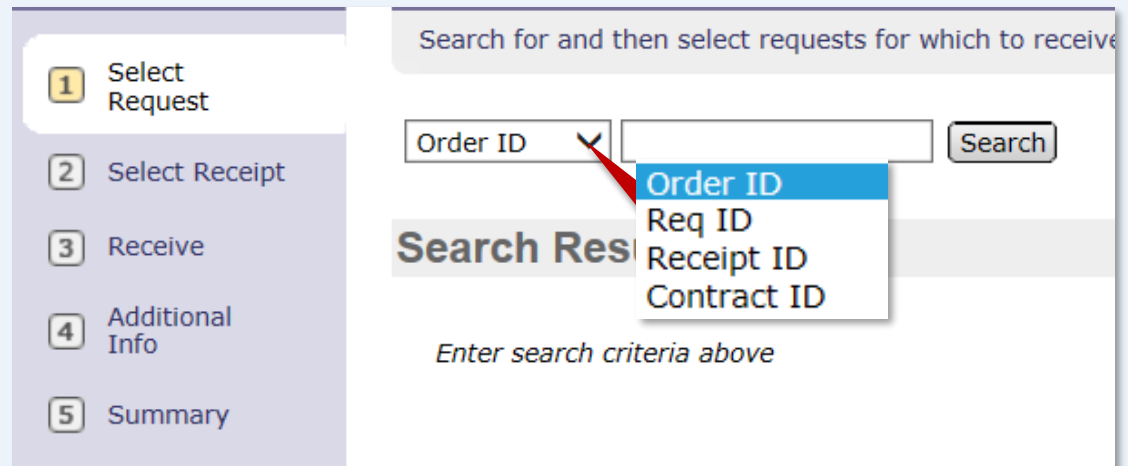 1 Select
Request
2 Select Receipt
3 Receive
4 Additional
Info
5 Summary
Search for and then select requests for which to receive
Order ID Search
Order ID
Req ID
Receipt ID
Contract ID
Search Res
Enter search criteria above